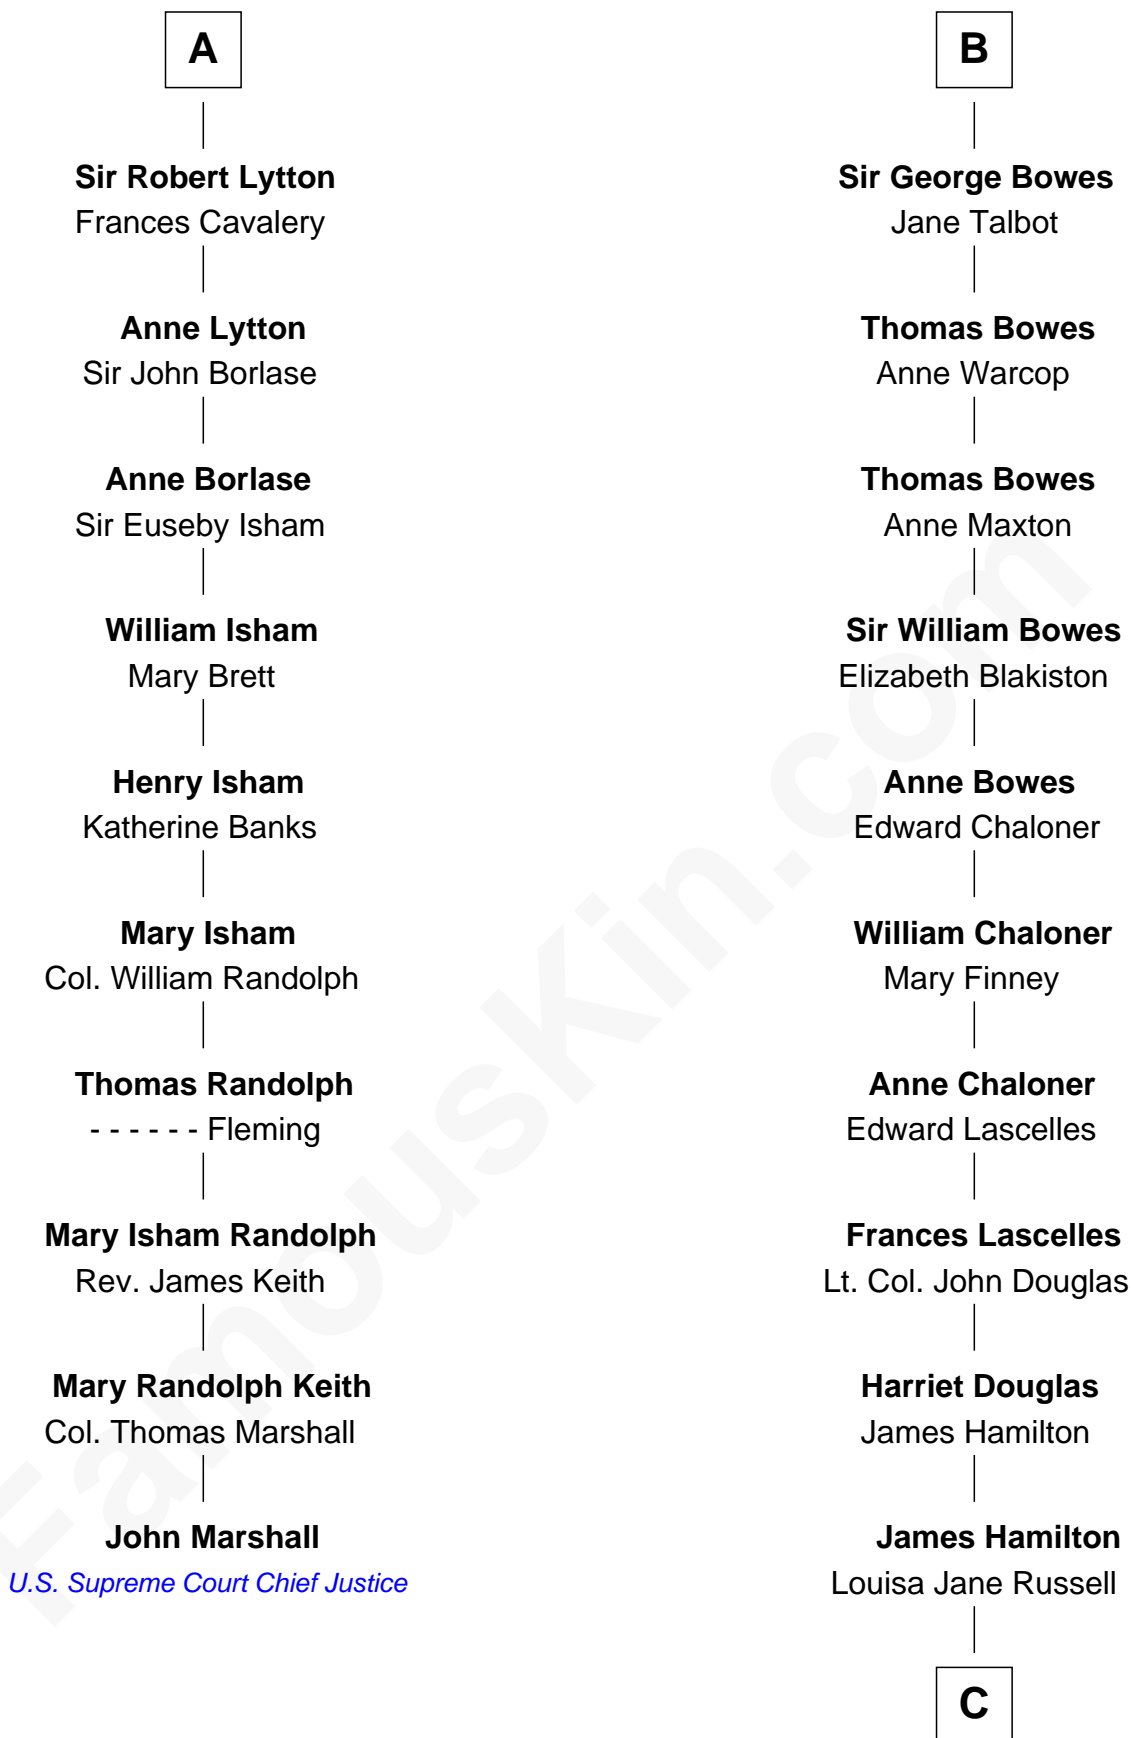 A
Sir Robert Lytton
Frances Cavalery
Anne Lytton
Sir John Borlase
Anne Borlase
Sir Euseby Isham
William Isham
Mary Brett
Henry Isham
Katherine Banks
Mary Isham
Col. William Randolph
Thomas Randolph
- - - - - - Fleming
Mary Isham Randolph
Rev. James Keith
Mary Randolph Keith
Col. Thomas Marshall
John Marshall
U.S. Supreme Court Chief Justice
B
Sir George Bowes
Jane Talbot
Thomas Bowes
Anne Warcop
Thomas Bowes
Anne Maxton
Sir William Bowes
Elizabeth Blakiston
Anne Bowes
Edward Chaloner
William Chaloner
Mary Finney
Anne Chaloner
Edward Lascelles
Frances Lascelles
Lt. Col. John Douglas
Harriet Douglas
James Hamilton
James Hamilton
Louisa Jane Russell
C
FamousKin.com